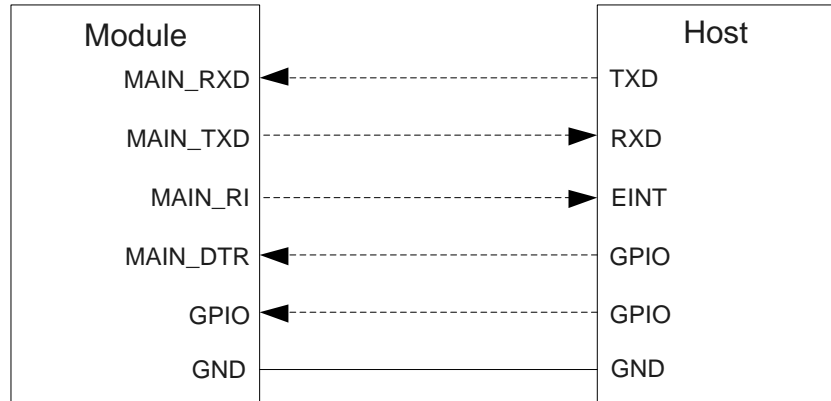 Module Host
MAIN_RXD TXD
MAIN_TXD RXD
MAIN_RI EINT
MAIN_DTR GPIO
GPIO GPIO
GND GND